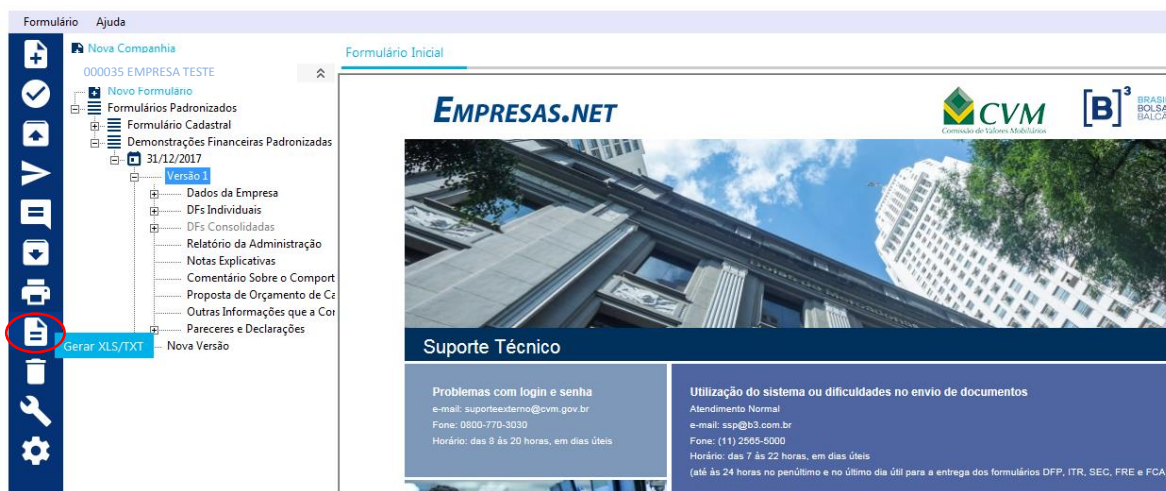 Formulário Ajuda
Nova Companhia
000035 EMPRESA TESTE
Novo Formulário
Formulários Padronizados
Formulário Cadastral
Demonstrações Financeiras Padronizadas
31/12/2017
Versão 1
Dados da Empresa
DFs Individuais
DFs Consolidadas
Relatório da Administração
Notas Explicativas
Comentário Sobre o Comport
Proposta de Orçamento de Ca
Outras Informações que a Cor
Pareceres e Declarações
Gerar XLS/TXT
Nova Versão
Formulário Inicial
EMPRESAS.NET
CVM
Comissão de Valores Mobiliários
[B]³
BRASIL
BOLSA
BALCÃ
Suporte Técnico
Problemas com login e senha
e-mail: suporteexterno@cvm.gov.br
Fone: 0800-770-3030
Horário: das 8 às 20 horas, em dias úteis
Utilização do sistema ou dificuldades no envio de documentos
Atendimento Normal
e-mail: ssp@b3.com.br
Fone: (11) 2565-5000
Horário: das 7 às 22 horas, em dias úteis
(até às 24 horas no penúltimo e no último dia útil para a entrega dos formulários DFP, ITR, SEC, FRE e FCA